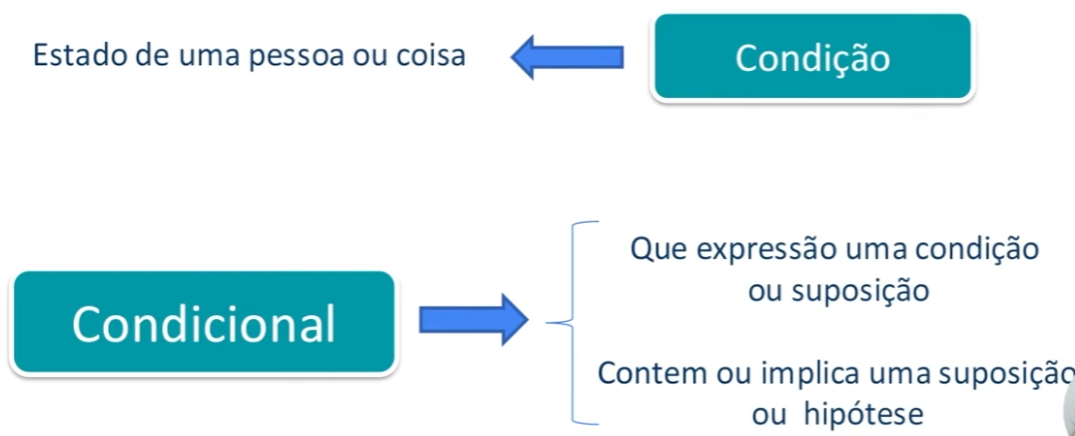 Estado de uma pessoa ou coisa
Condição
Condicional
Que expressão uma condição
ou suposição
Contem ou implica uma suposição
ou hipótese